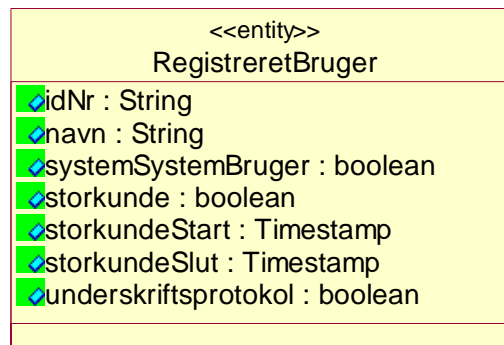 <<entity>>
RegistreretBruger
idNr : String
navn : String
systemSystemBruger : boolean
storkunde : boolean
storkundeStart : Timestamp
storkundeSlut : Timestamp
underskriftsprotokol : boolean